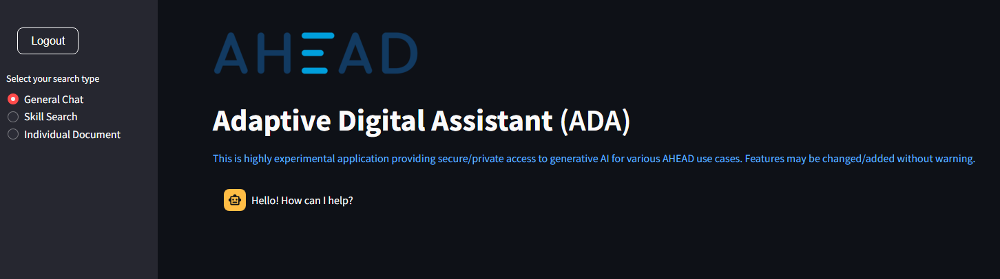 Logout
Select your search type
General Chat
Skill Search
Individual Document
AHEAD
Adaptive Digital Assistant (ADA)
This is highly experimental application providing secure/private access to generative AI for various AHEAD use cases. Features may be changed/added without warning.
Hello! How can I help?